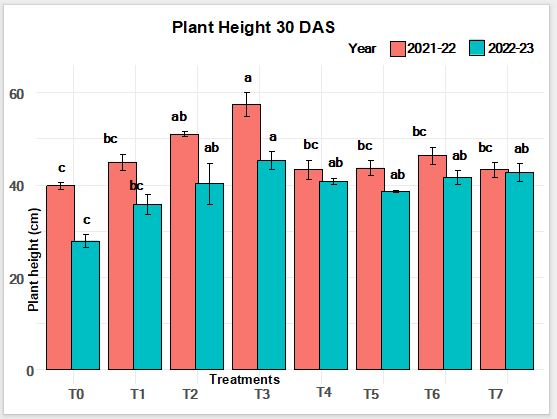 Plant Height 30 DAS
Year 2021-22 2022-23
60
40
20
0
Plant height (cm)
c c
bc bc
ab ab
a a
bc ab
bc ab
bc ab
bc ab
T0 T1 T2 T3 T4 T5 T6 T7
Treatments